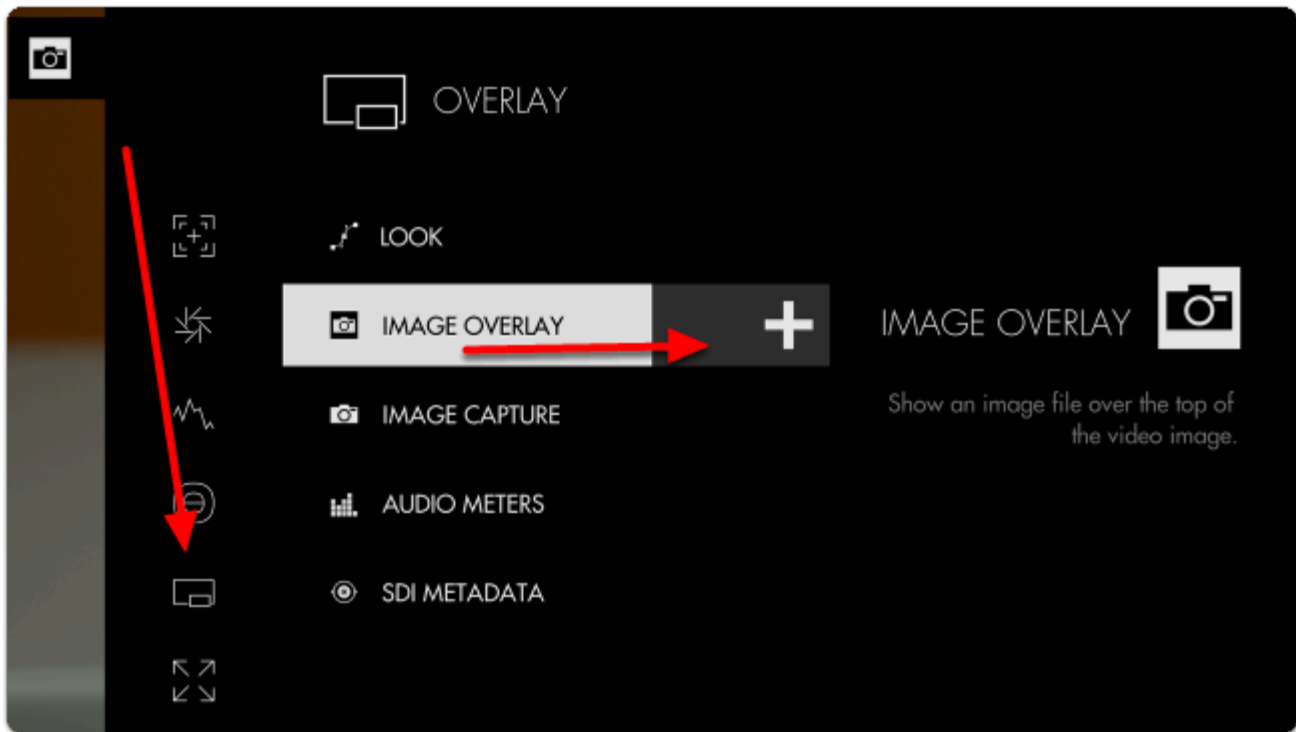 OVERLAY
LOOK
IMAGE OVERLAY
IMAGE OVERLAY
Show an image file over the top of
the video image.
IMAGE CAPTURE
AUDIO METERS
SDI METADATA